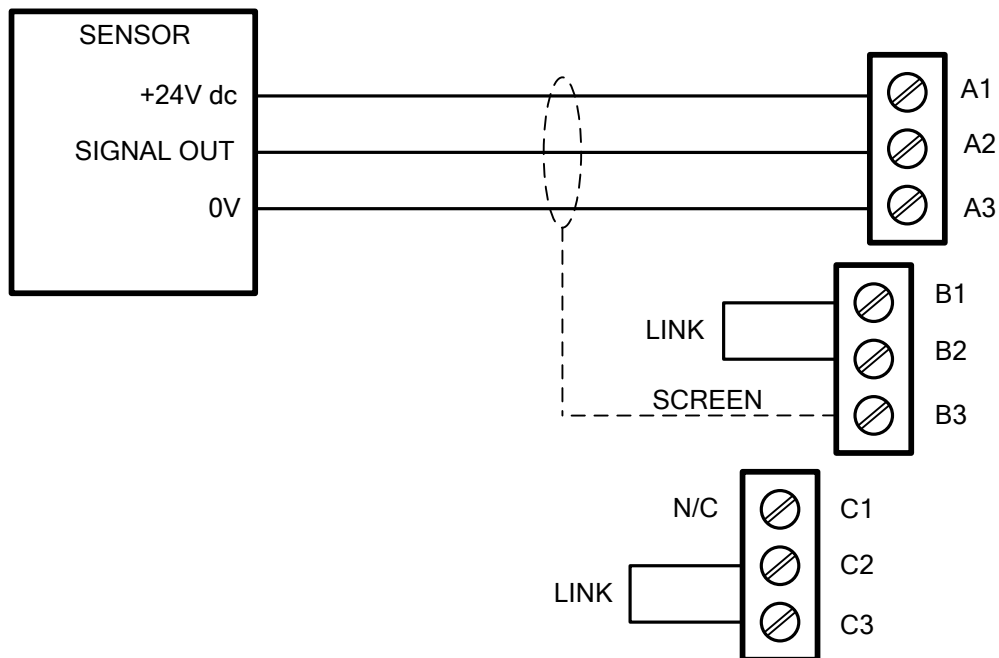 SENSOR
+24V dc
A1
SIGNAL OUT
A2
0V
A3
B1
LINK
B2
SCREEN
B3
N/C
C1
C2
LINK
C3